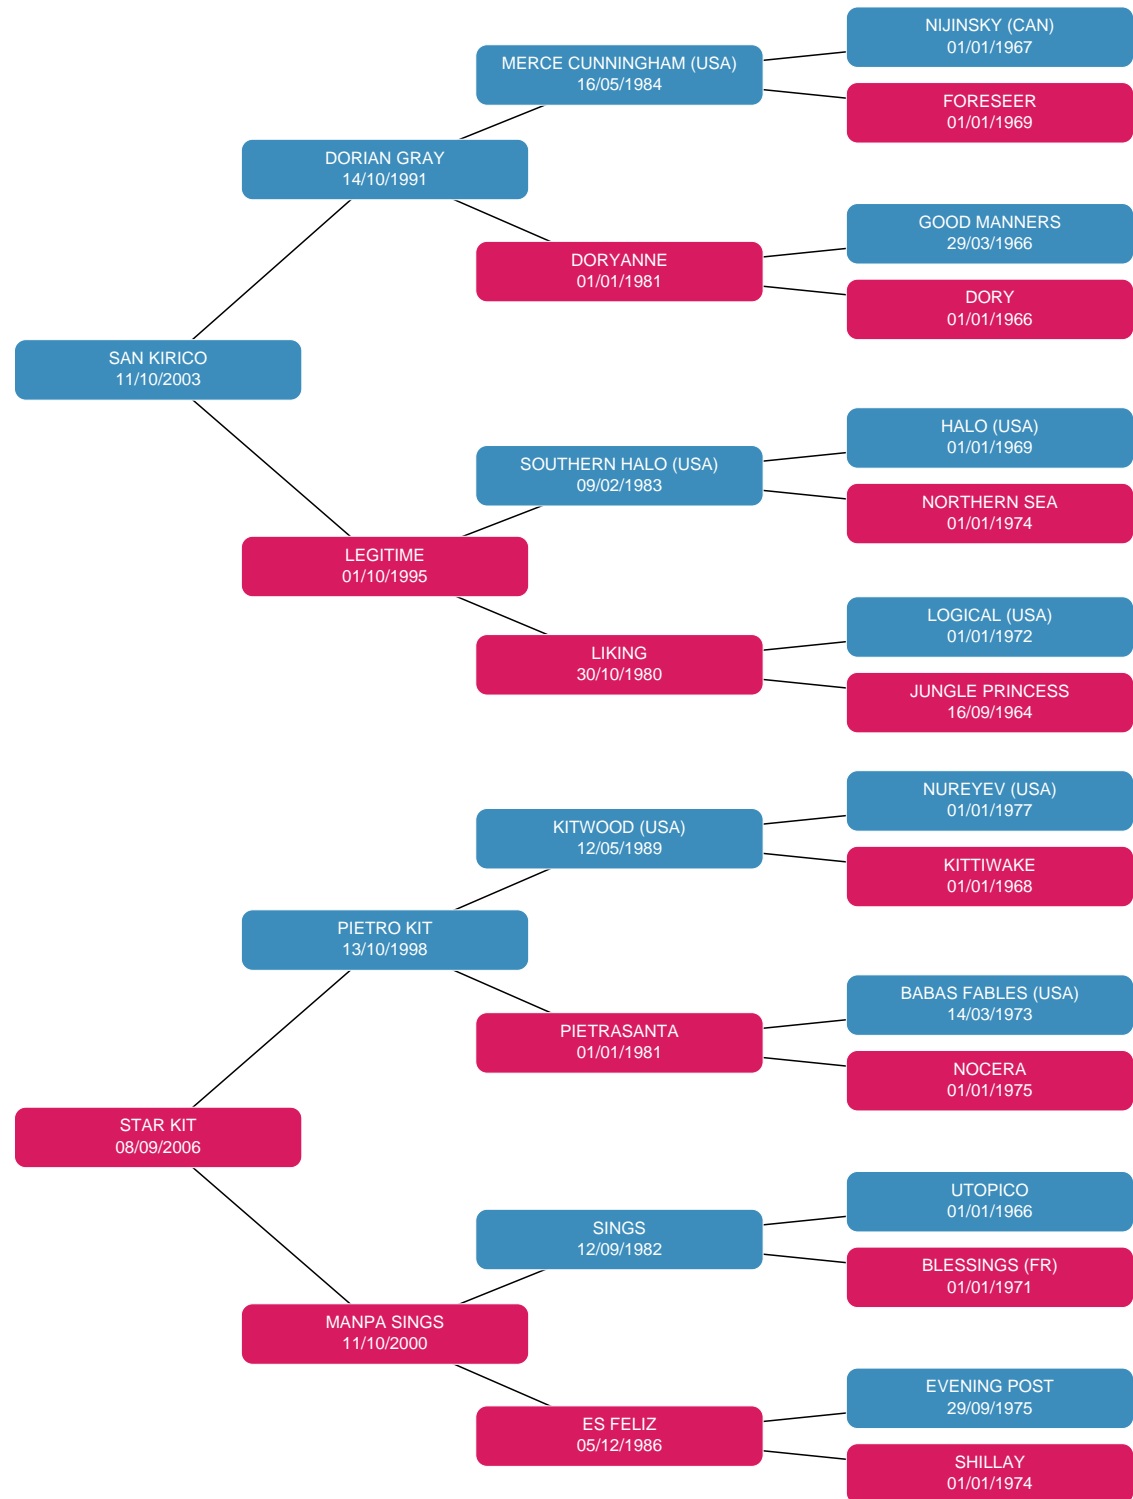 NIJINSKY (CAN)
01/01/1967
MERCE CUNNINGHAM (USA)
16/05/1984
FORESEER
01/01/1969
DORIAN GRAY
14/10/1991
GOOD MANNERS
29/03/1966
DORYANNE
01/01/1981
DORY
01/01/1966
SAN KIRICO
11/10/2003
HALO (USA)
01/01/1969
SOUTHERN HALO (USA)
09/02/1983
NORTHERN SEA
01/01/1974
LEGITIME
01/10/1995
LOGICAL (USA)
01/01/1972
LIKING
30/10/1980
JUNGLE PRINCESS
16/09/1964
NUREYEV (USA)
01/01/1977
KITWOOD (USA)
12/05/1989
KITTIWAKE
01/01/1968
PIETRO KIT
13/10/1998
BABAS FABLES (USA)
14/03/1973
PIETRASANTA
01/01/1981
NOCERA
01/01/1975
STAR KIT
08/09/2006
UTOPICO
01/01/1966
SINGS
12/09/1982
BLESSINGS (FR)
01/01/1971
MANPA SINGS
11/10/2000
EVENING POST
29/09/1975
ES FELIZ
05/12/1986
SHILLAY
01/01/1974